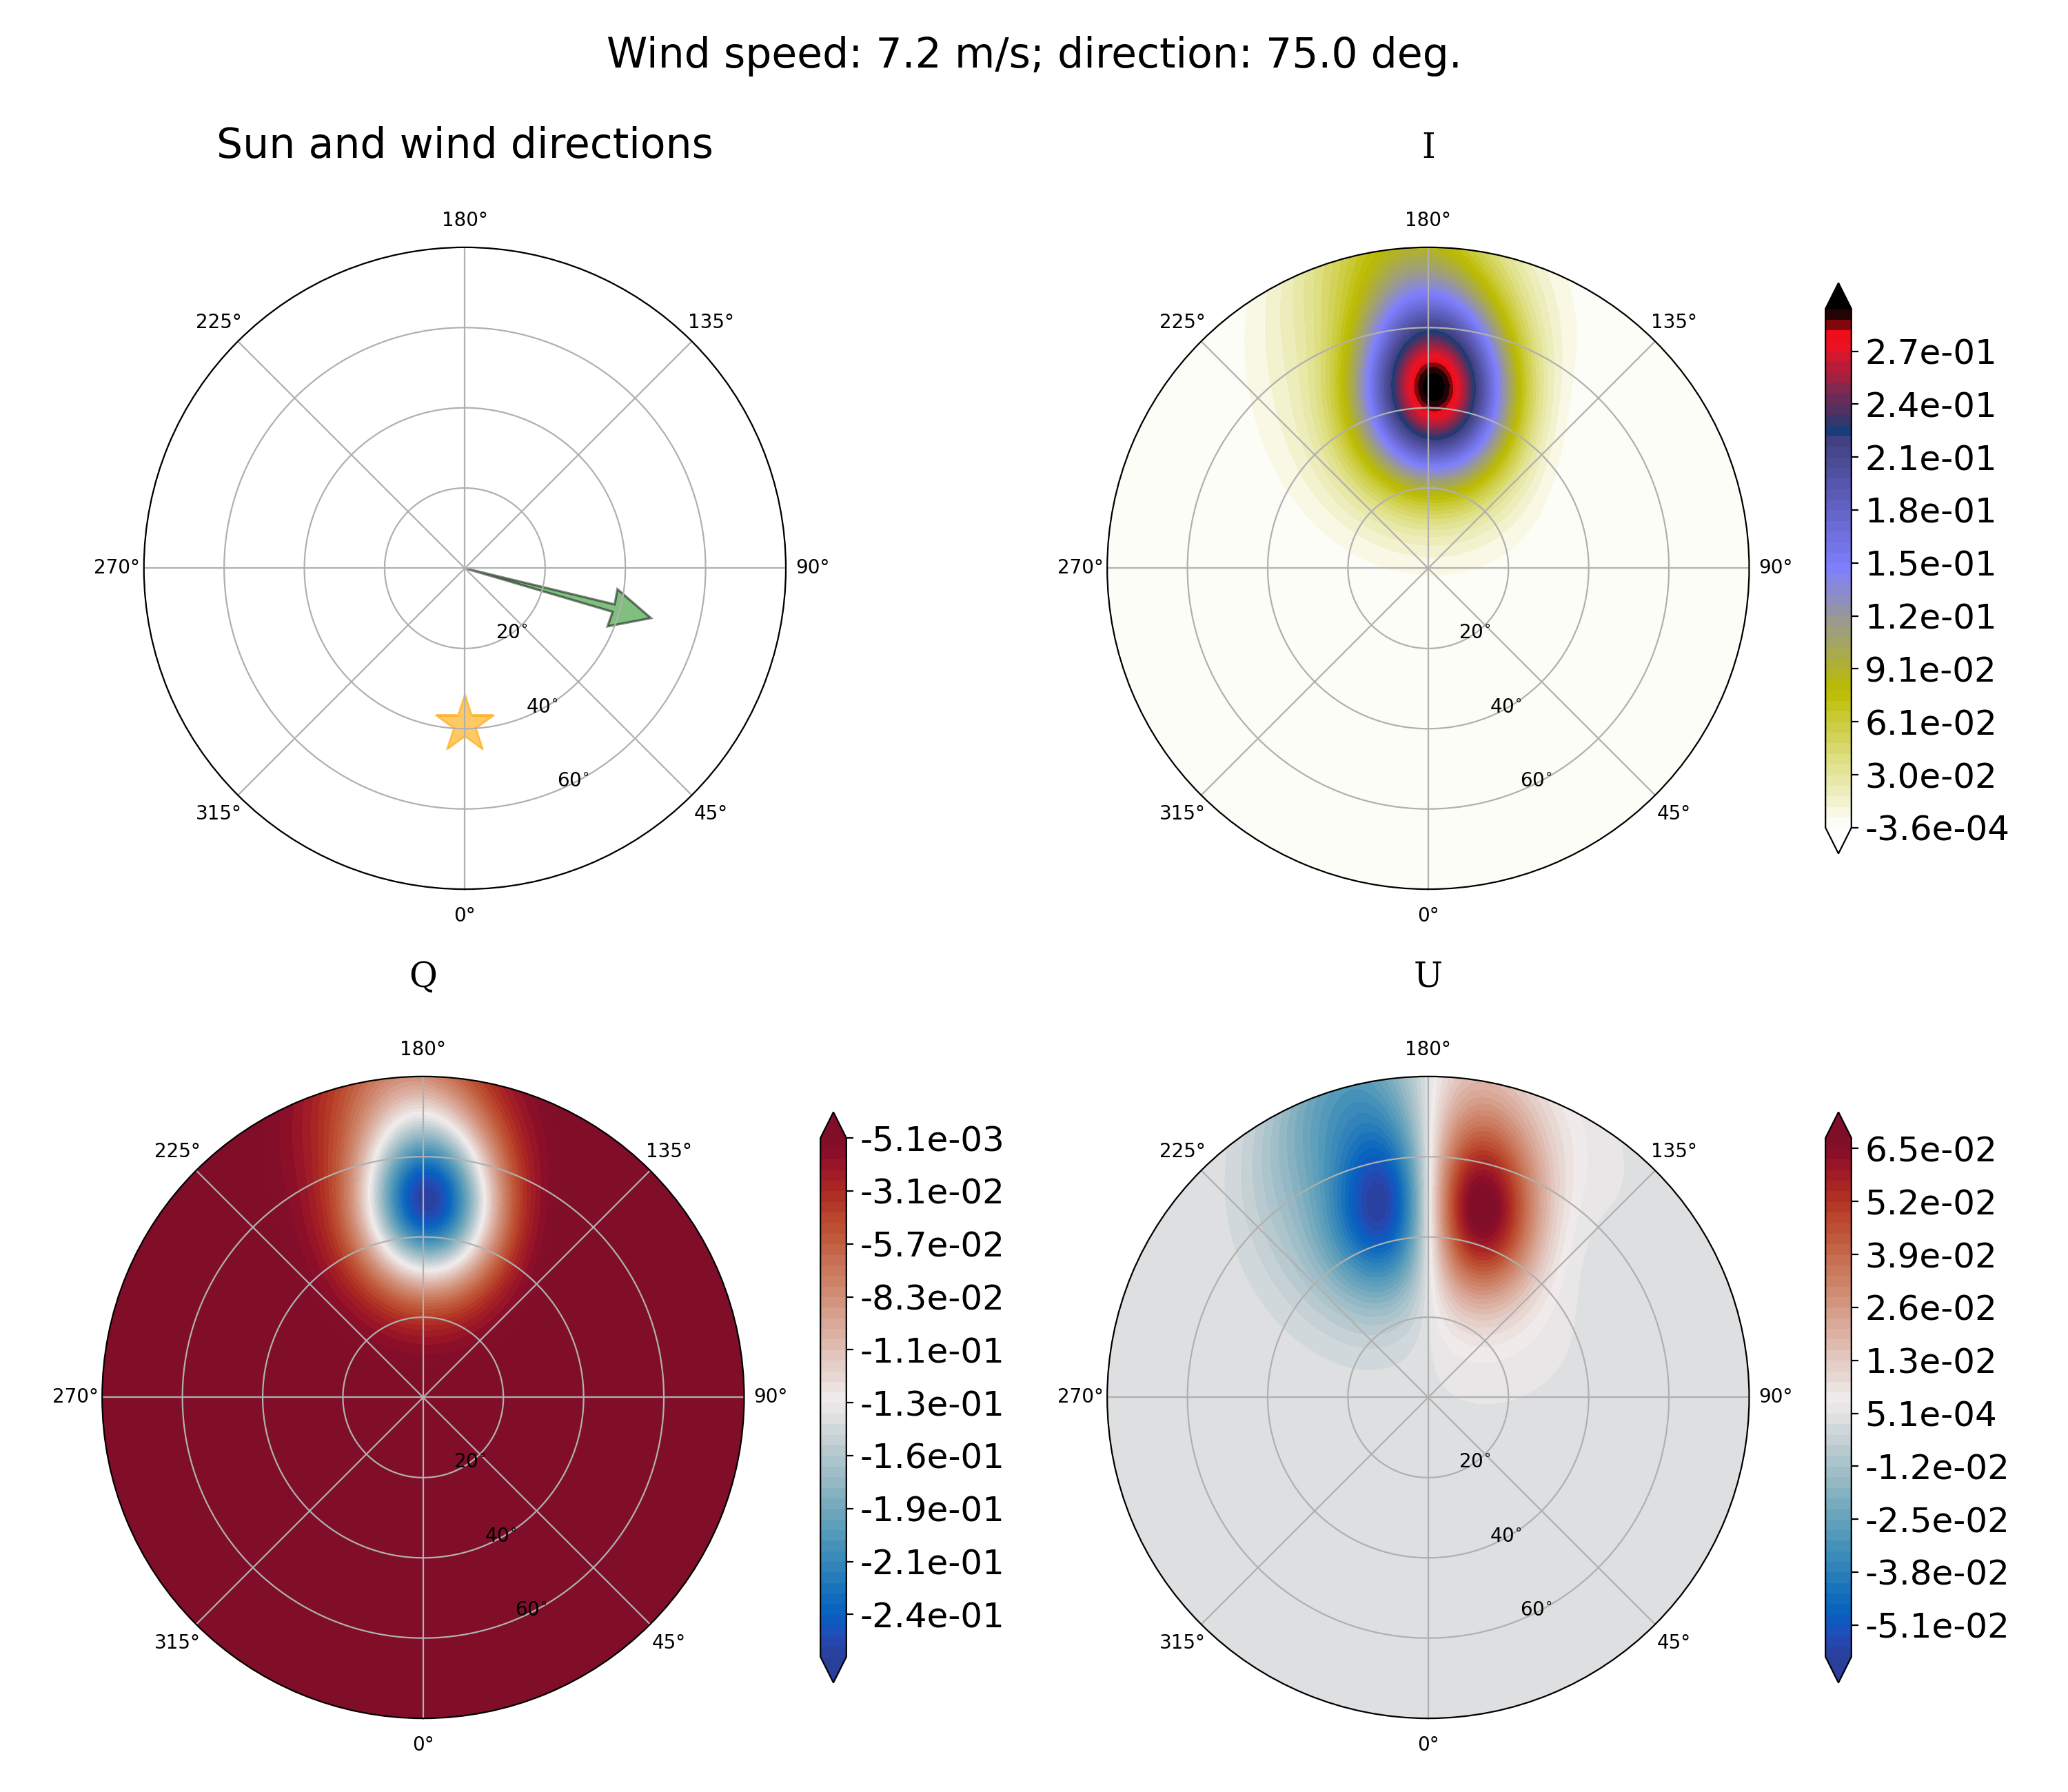 Wind speed: 7.2 m/s; direction: 75.0 deg.
Sun and wind directions
180°
225°
135°
270°
90°
20°
40°
60°
315°
45°
0°
I
180°
225°
135°
270°
90°
20°
40°
60°
315°
45°
0°
2.7e-01
2.4e-01
2.1e-01
1.8e-01
1.5e-01
1.2e-01
9.1e-02
6.1e-02
3.0e-02
-3.6e-04
Q
180°
225°
135°
270°
90°
20°
40°
60°
315°
45°
0°
-5.1e-03
-3.1e-02
-5.7e-02
-8.3e-02
-1.1e-01
-1.3e-01
-1.6e-01
-1.9e-01
-2.1e-01
-2.4e-01
U
180°
225°
135°
270°
90°
20°
40°
60°
315°
45°
0°
6.5e-02
5.2e-02
3.9e-02
2.6e-02
1.3e-02
5.1e-04
-1.2e-02
-2.5e-02
-3.8e-02
-5.1e-02